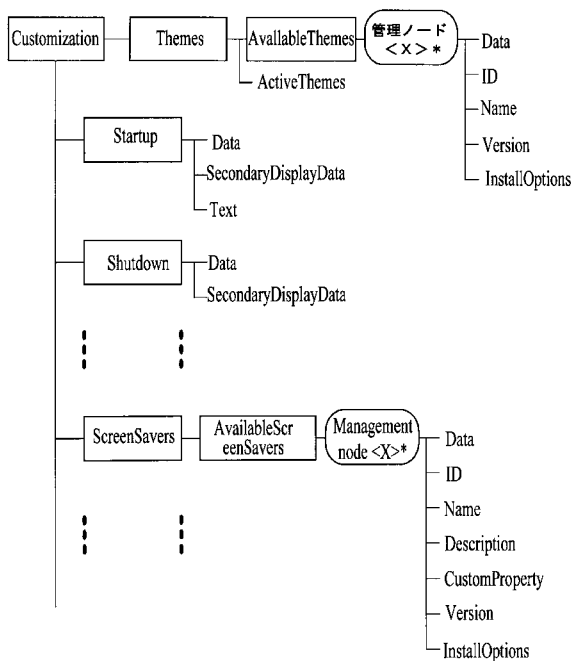 Customization
Themes
AvallableThemes
管理ノード
<X>*
Data
ID
Name
Version
InstallOptions
ActiveThemes
Startup
Data
SecondaryDisplayData
Text
Shutdown
Data
SecondaryDisplayData
ScreenSavers
AvailableScr
eenSavers
Management
node <X>*
Data
ID
Name
Description
CustomProperty
Version
InstallOptions